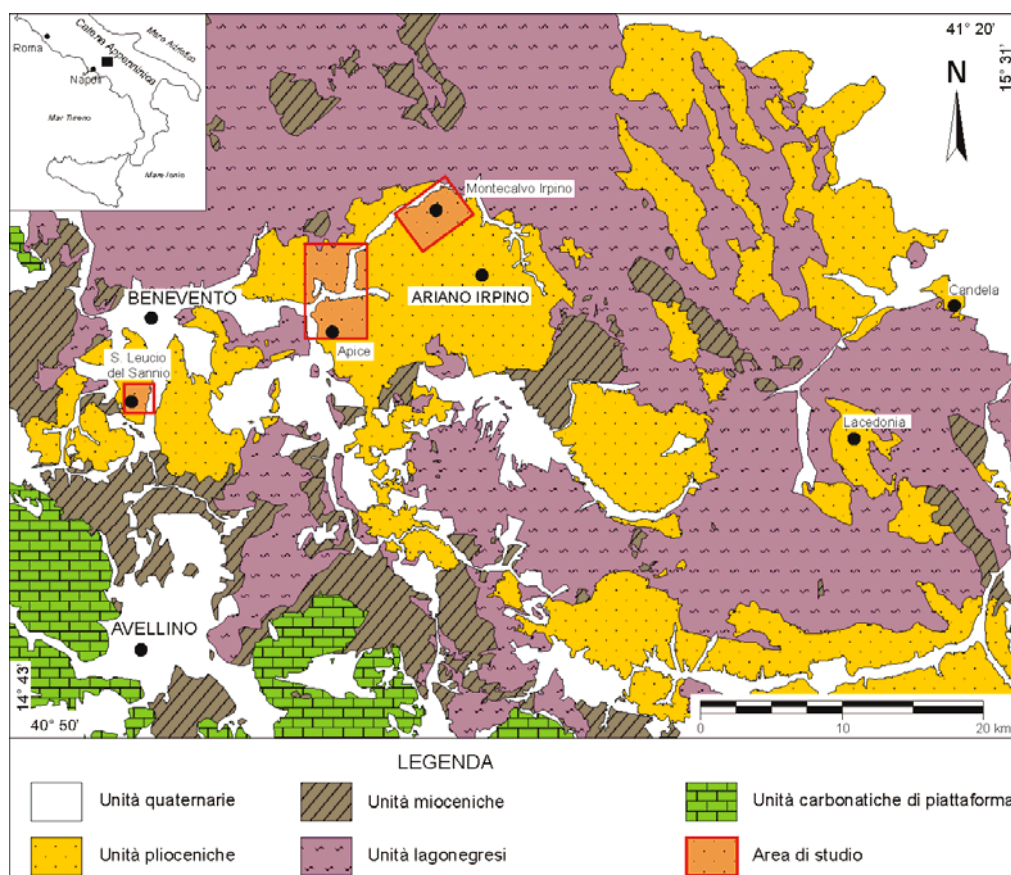 Roma
Mare Adriatico
Catena Appenninica
Napoli
Mar Tirreno
Mare Ionio
41° 20'
15° 31'
N
Montecalvo Irpino
BENEVENTO
ARIANO IRPINO
Candela
Apice
S. Leucio
del Sannio
Lacedonia
AVELLINO
14° 43'
40° 50'
0
10
20 km
LEGENDA
Unità quaternarie
Unità mioceniche
Unità carbonatiche di piattaforma
Unità plioceniche
Unità lagonegresi
Area di studio